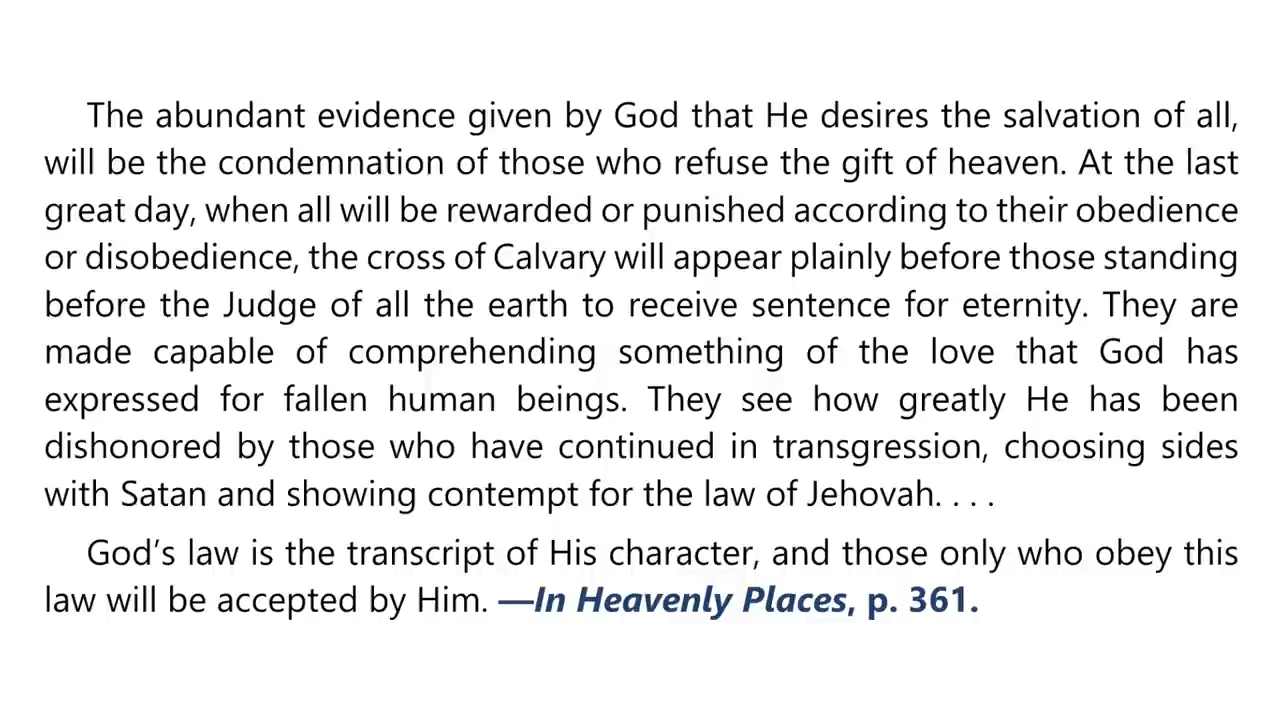 The abundant evidence given by God that He desires the salvation of all,
will be the condemnation of those who refuse the gift of heaven. At the last
great day, when all will be rewarded or punished according to their obedience
or disobedience, the cross of Calvary will appear plainly before those standing
before the Judge of all the earth to receive sentence for eternity. They are
made capable of comprehending something of the love that God has
expressed for fallen human beings. They see how greatly He has been
dishonored by those who have continued in transgression, choosing sides
with Satan and showing contempt for the law of Jehovah. . . .
God’s law is the transcript of His character, and those only who obey this
law will be accepted by Him. —In Heavenly Places, p. 361.